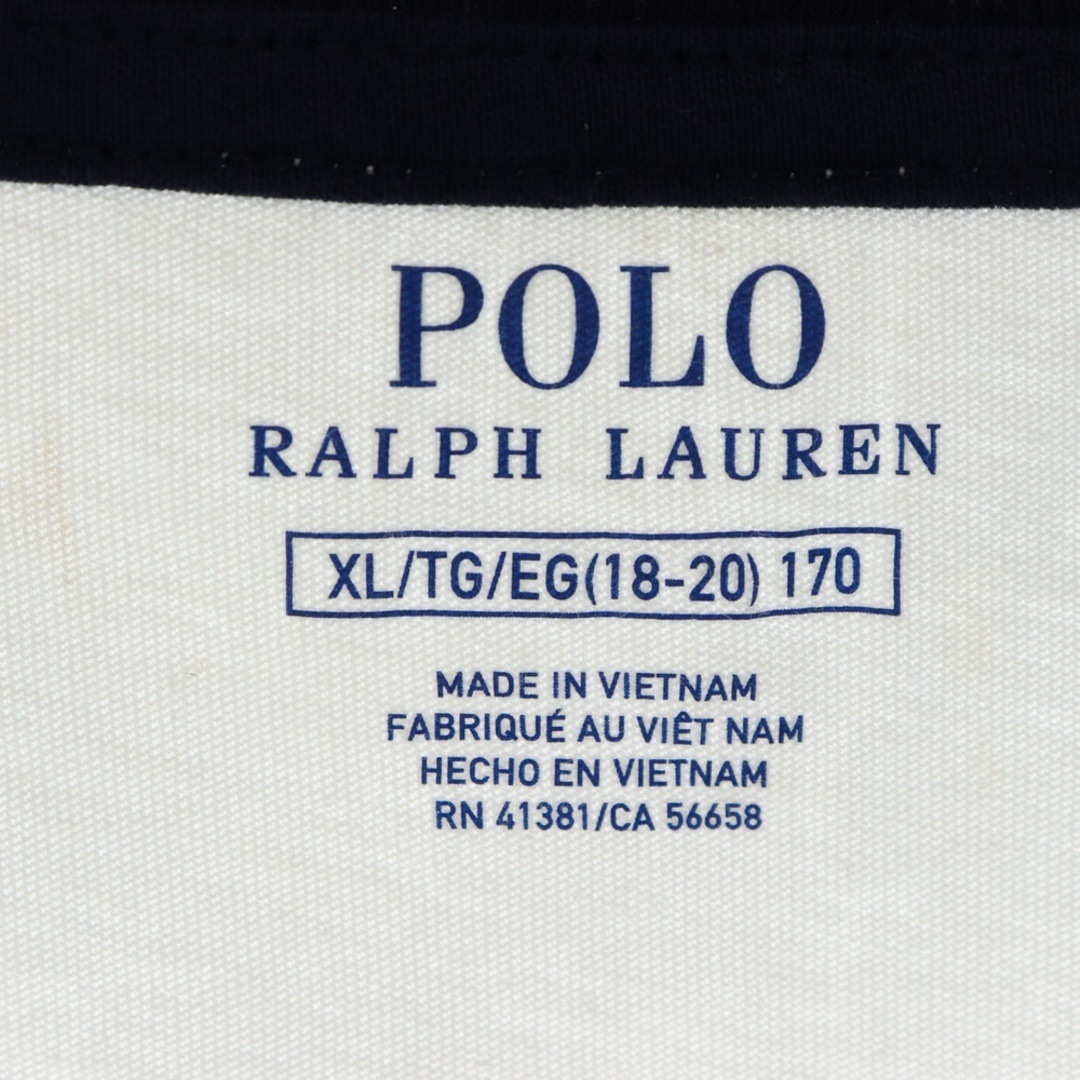 POLO
RALPH LAUREN
XL/TG/EG(18-20) 170
MADE IN VIETNAM
FABRIQUÉ AU VIÊT NAM
HECHO EN VIETNAM
RN 41381/CA 56658